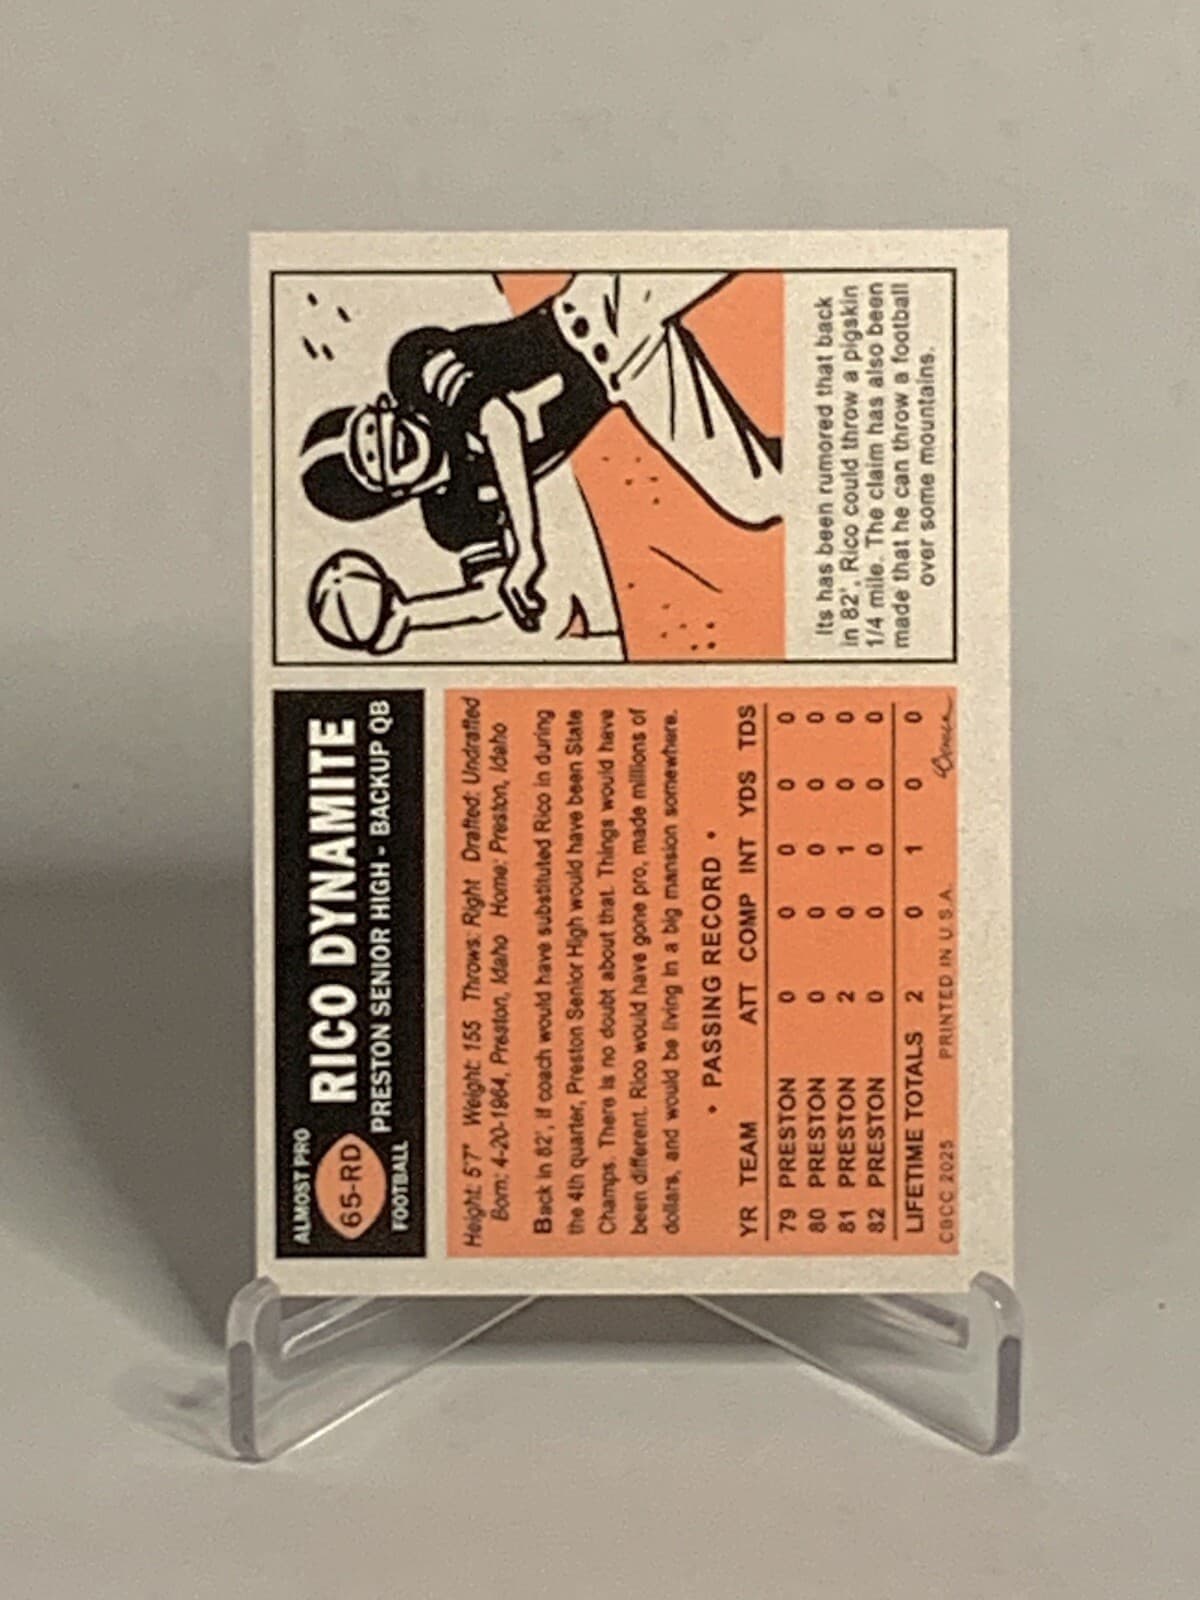 ALMOST PRO
65-RD
FOOTBALL
RICO DYNAMITE
PRESTON SENIOR HIGH - BACKUP QB
Height: 5'7" Weight: 155 Throws: Right Drafted: Undrafted
Born: 4-20-1964, Preston, Idaho Home: Preston, Idaho
Back in 82', if coach would have substituted Rico in during
the 4th quarter, Preston Senior High would have been State
Champs. There is no doubt about that. Things would have
been different. Rico would have gone pro, made millions of
dollars, and would be living in a big mansion somewhere.
• PASSING RECORD •
YR TEAM ATT COMP INT YDS TDS
79 PRESTON 0 0 0 0 0
80 PRESTON 0 0 0 0 0
81 PRESTON 2 0 1 0 0
82 PRESTON 0 0 0 0 0
LIFETIME TOTALS 2 0 1 0 0
CBCC 2025 PRINTED IN U.S.A.
Its has been rumored that back
in 82', Rico could throw a pigskin
1/4 mile. The claim has also been
made that he can throw a football
over some mountains.